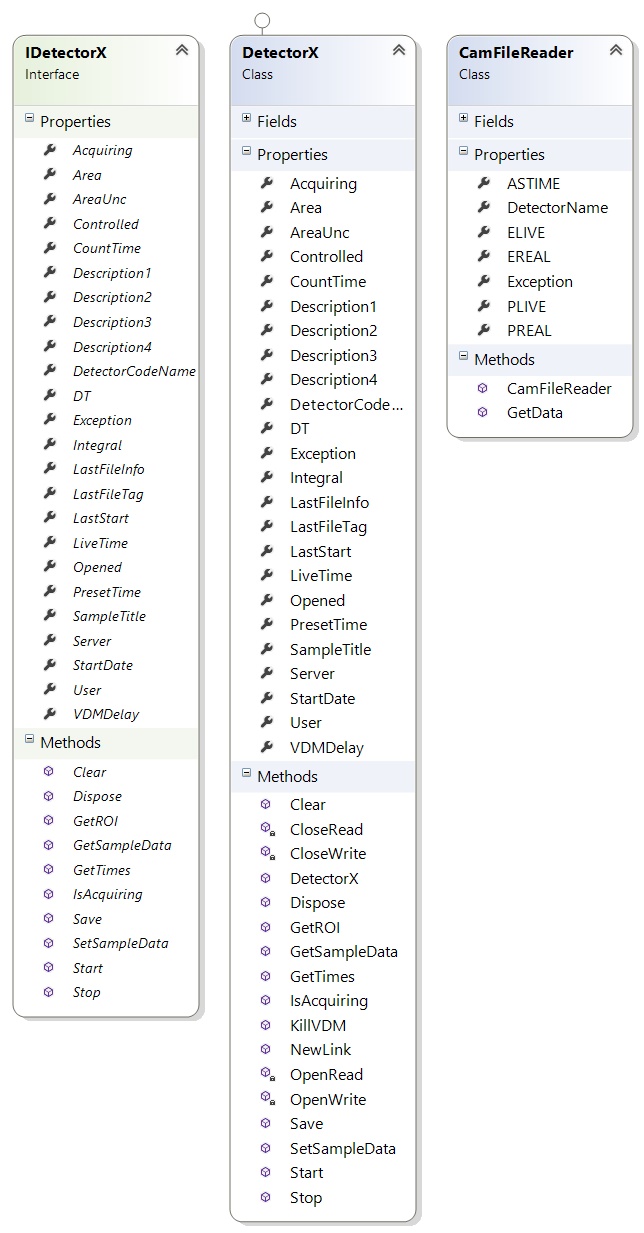 IDetectorX
Interface
Properties
Acquiring
Area
AreaUnc
Controlled
CountTime
Description1
Description2
Description3
Description4
DetectorCodeName
DT
Exception
Integral
LastFileInfo
LastFileTag
LastStart
LiveTime
Opened
PresetTime
SampleTitle
Server
StartDate
User
VDMDelay
Methods
Clear
Dispose
GetROI
GetSampleData
GetTimes
IsAcquiring
Save
SetSampleData
Start
Stop
DetectorX
Class
Fields
Properties
Acquiring
Area
AreaUnc
Controlled
CountTime
Description1
Description2
Description3
Description4
DetectorCode...
DT
Exception
Integral
LastFileInfo
LastFileTag
LastStart
LiveTime
Opened
PresetTime
SampleTitle
Server
StartDate
User
VDMDelay
Methods
Clear
CloseRead
CloseWrite
DetectorX
Dispose
GetROI
GetSampleData
GetTimes
IsAcquiring
KillVDM
NewLink
OpenRead
OpenWrite
Save
SetSampleData
Start
Stop
CamFileReader
Class
Fields
Properties
ASTIME
DetectorName
ELIVE
EREAL
Exception
PLIVE
PREAL
Methods
CamFileReader
GetData